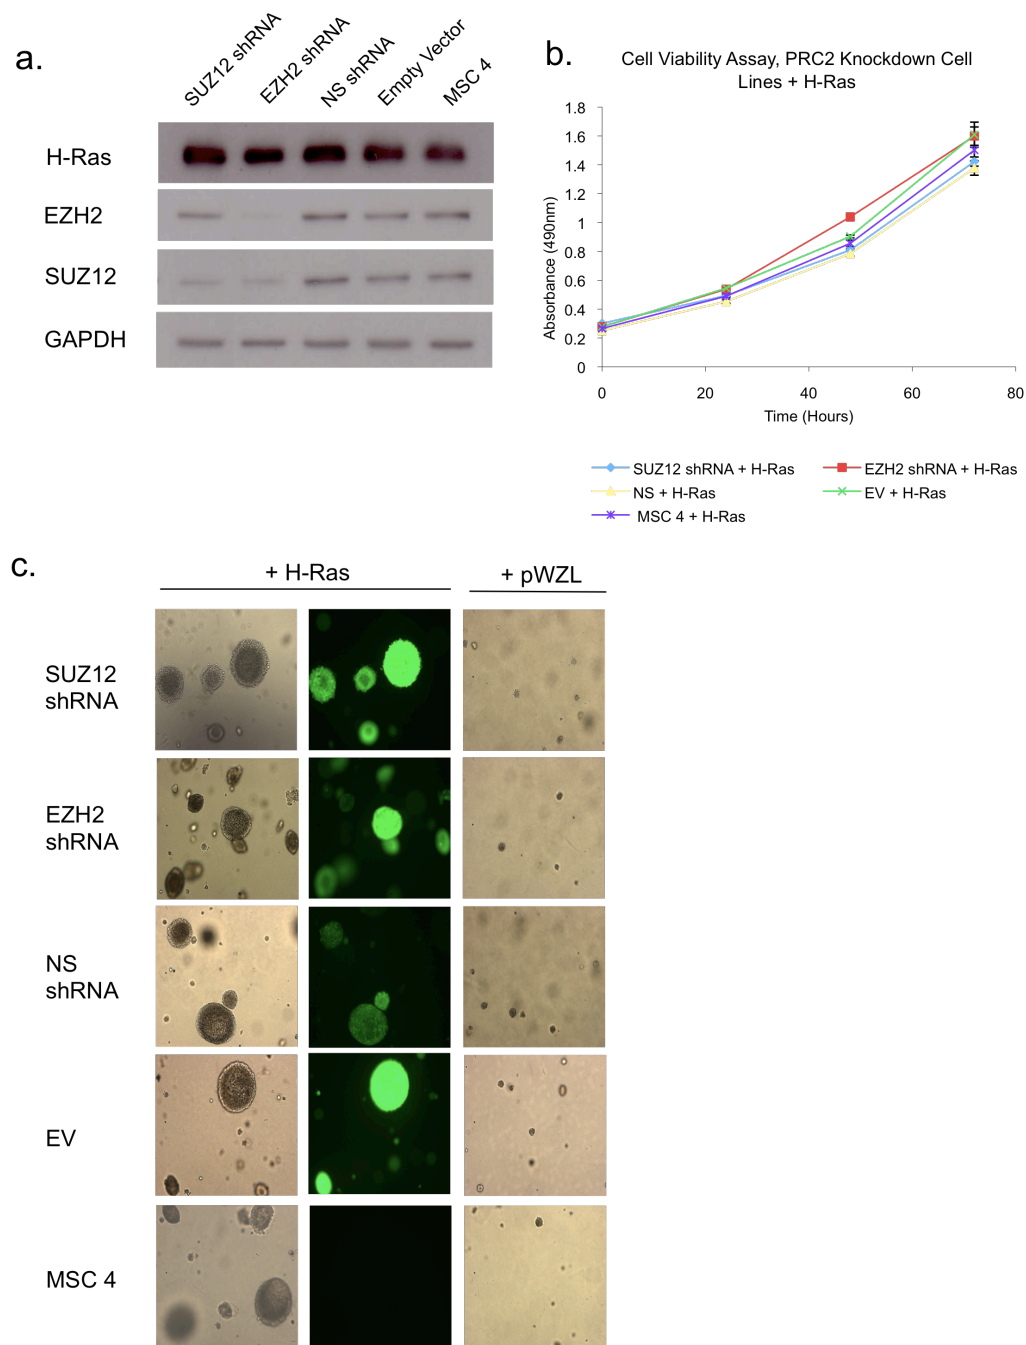 a.
SUZ12 shRNA
EZH2 shRNA
NS shRNA
Empty Vector
MSC 4
H-Ras
EZH2
SUZ12
GAPDH
b.
Cell Viability Assay, PRC2 Knockdown Cell
Lines + H-Ras
Absorbance (490nm)
1.8
1.6
1.4
1.2
1
0.8
0.6
0.4
0.2
0
0 20 40 60 80
Time (Hours)
SUZ12 shRNA + H-Ras
EZH2 shRNA + H-Ras
NS + H-Ras
EV + H-Ras
MSC 4 + H-Ras
c.
+ H-Ras
+ pWZL
SUZ12
shRNA
EZH2
shRNA
NS
shRNA
EV
MSC 4